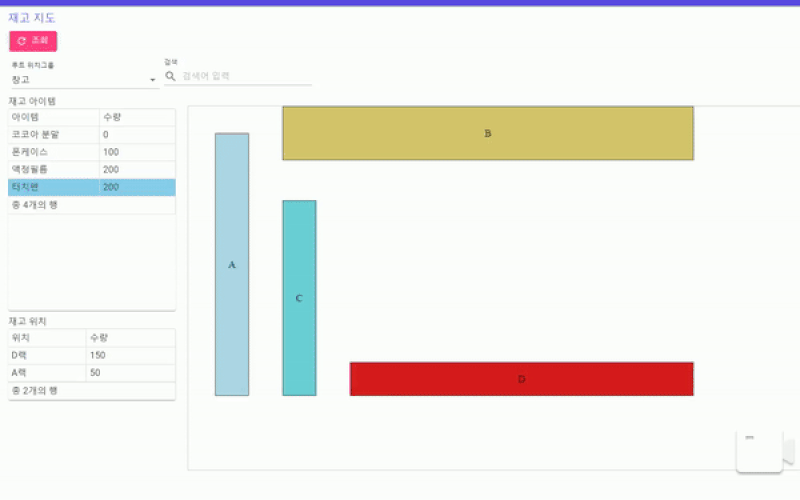 재고 지도
조회
루트 위치그룹
창고
검색
검색어 입력
재고 아이템
아이템 수량
코코아 분말 0
폰케이스 100
액정필름 200
터치펜 200
총 4개의 행
재고 위치
위치 수량
D랙 150
A랙 50
총 2개의 행
B
A
C
D